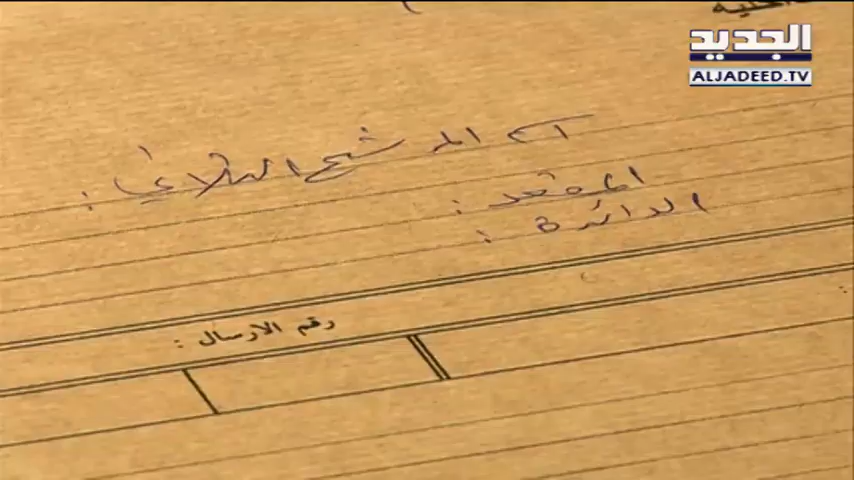 الجديد
ALJADEED.TV
اسم المرشح الثلاثي :
المقعد :
الدائرة :
رقم الارسال :